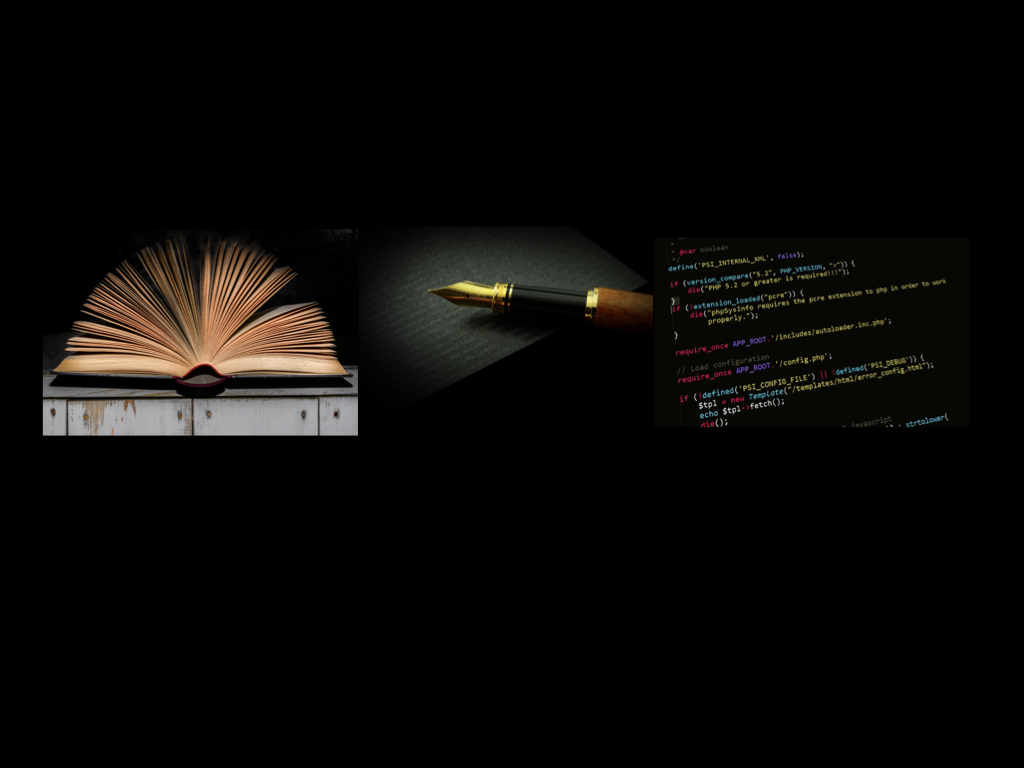 * @var boolean
*/
define('PSI_INTERNAL_XML', false);
if (version_compare("5.2", PHP_VERSION, ">")) {
die("PHP 5.2 or greater is required!!!");
}
if (!extension_loaded("pcre")) {
die("phpSysInfo requires the pcre extension to php in order to work
properly.");
}
require_once APP_ROOT.'/includes/autoloader.inc.php';
// Load configuration
require_once APP_ROOT.'/config.php';
if (!defined('PSI_CONFIG_FILE') || !defined('PSI_DEBUG')) {
$tpl = new Template("/templates/html/error_config.html");
echo $tpl->fetch();
die();
javascript
strtolower(